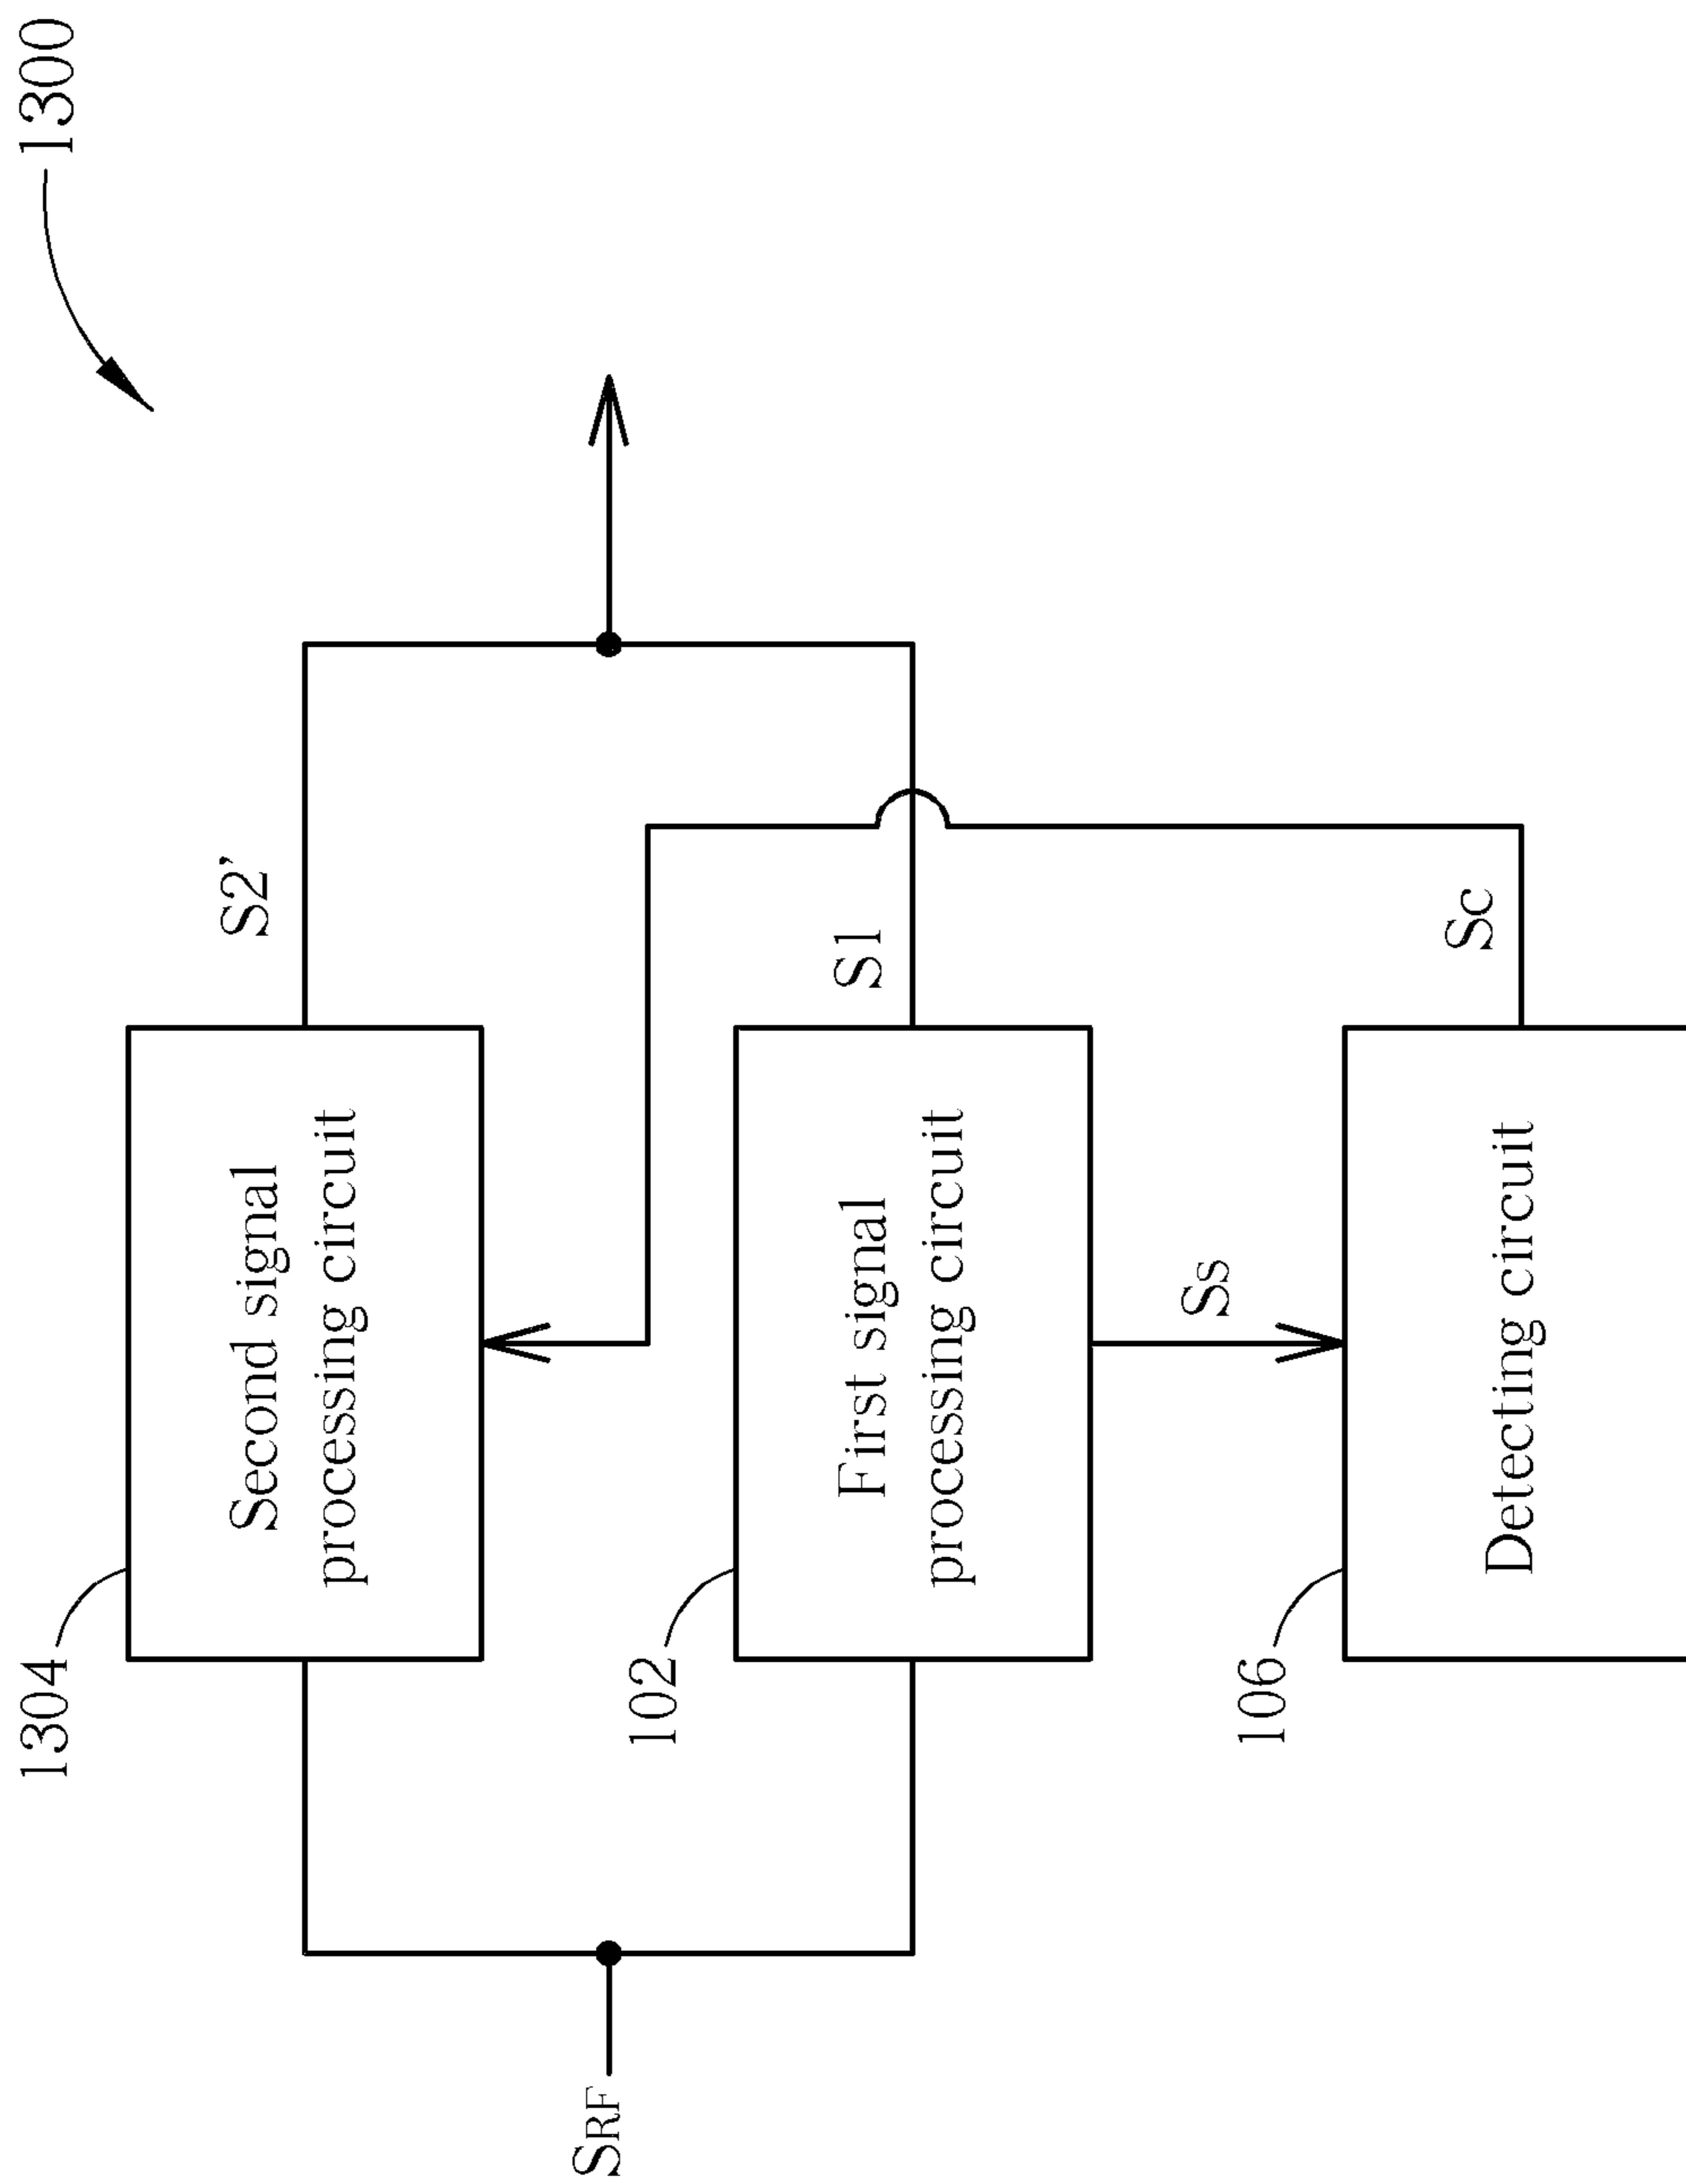 1300
1304
Second signal
processing circuit
S2'
SRF
102
First signal
processing circuit
S1
Ss
106
Detecting circuit
Sc